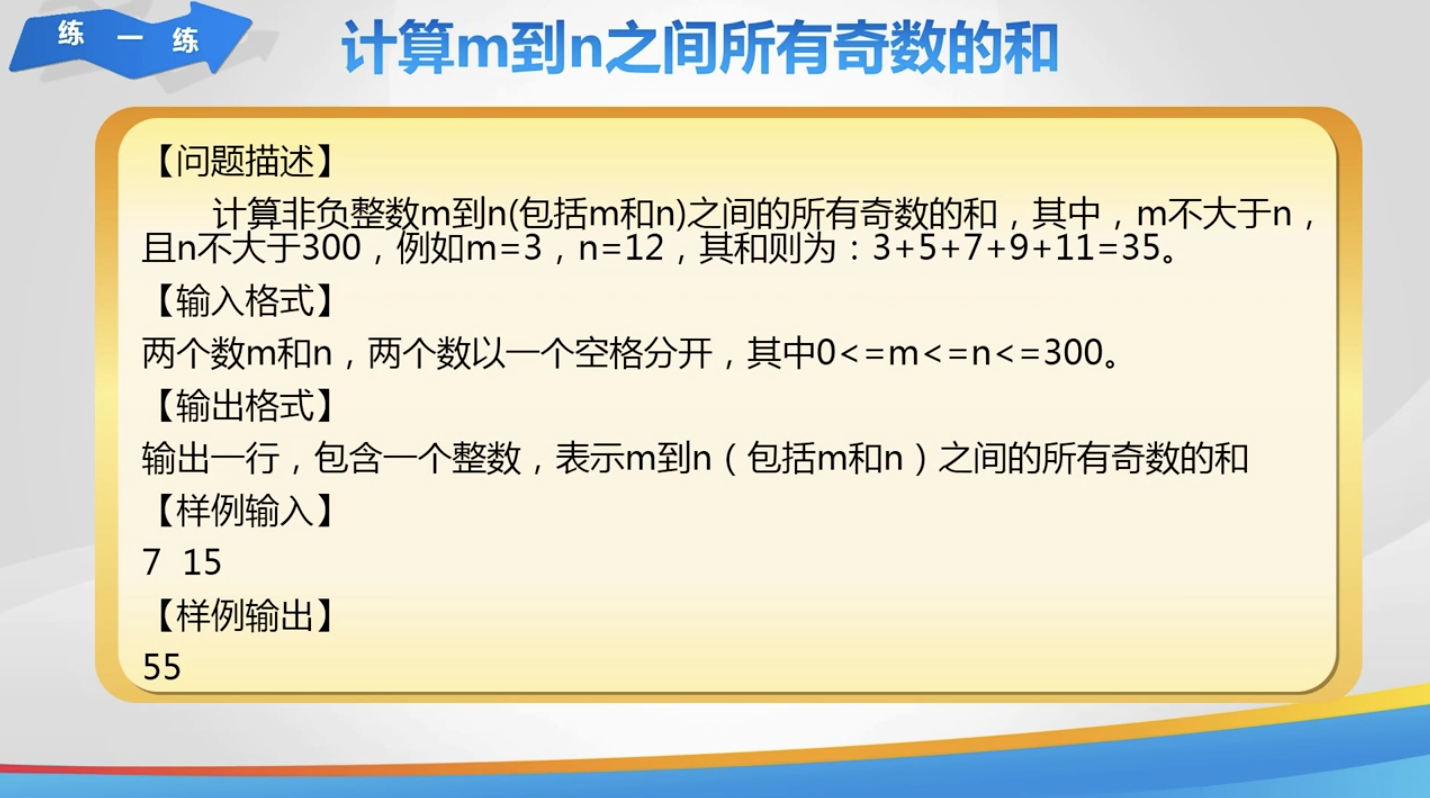 练一练
计算m到n之间所有奇数的和
【问题描述】
计算非负整数m到n(包括m和n)之间的所有奇数的和，其中，m不大于n，
且n不大于300，例如m=3，n=12，其和则为：3+5+7+9+11=35。
【输入格式】
两个数m和n，两个数以一个空格分开，其中0<=m<=n<=300。
【输出格式】
输出一行，包含一个整数，表示m到n（包括m和n）之间的所有奇数的和
【样例输入】
7 15
【样例输出】
55